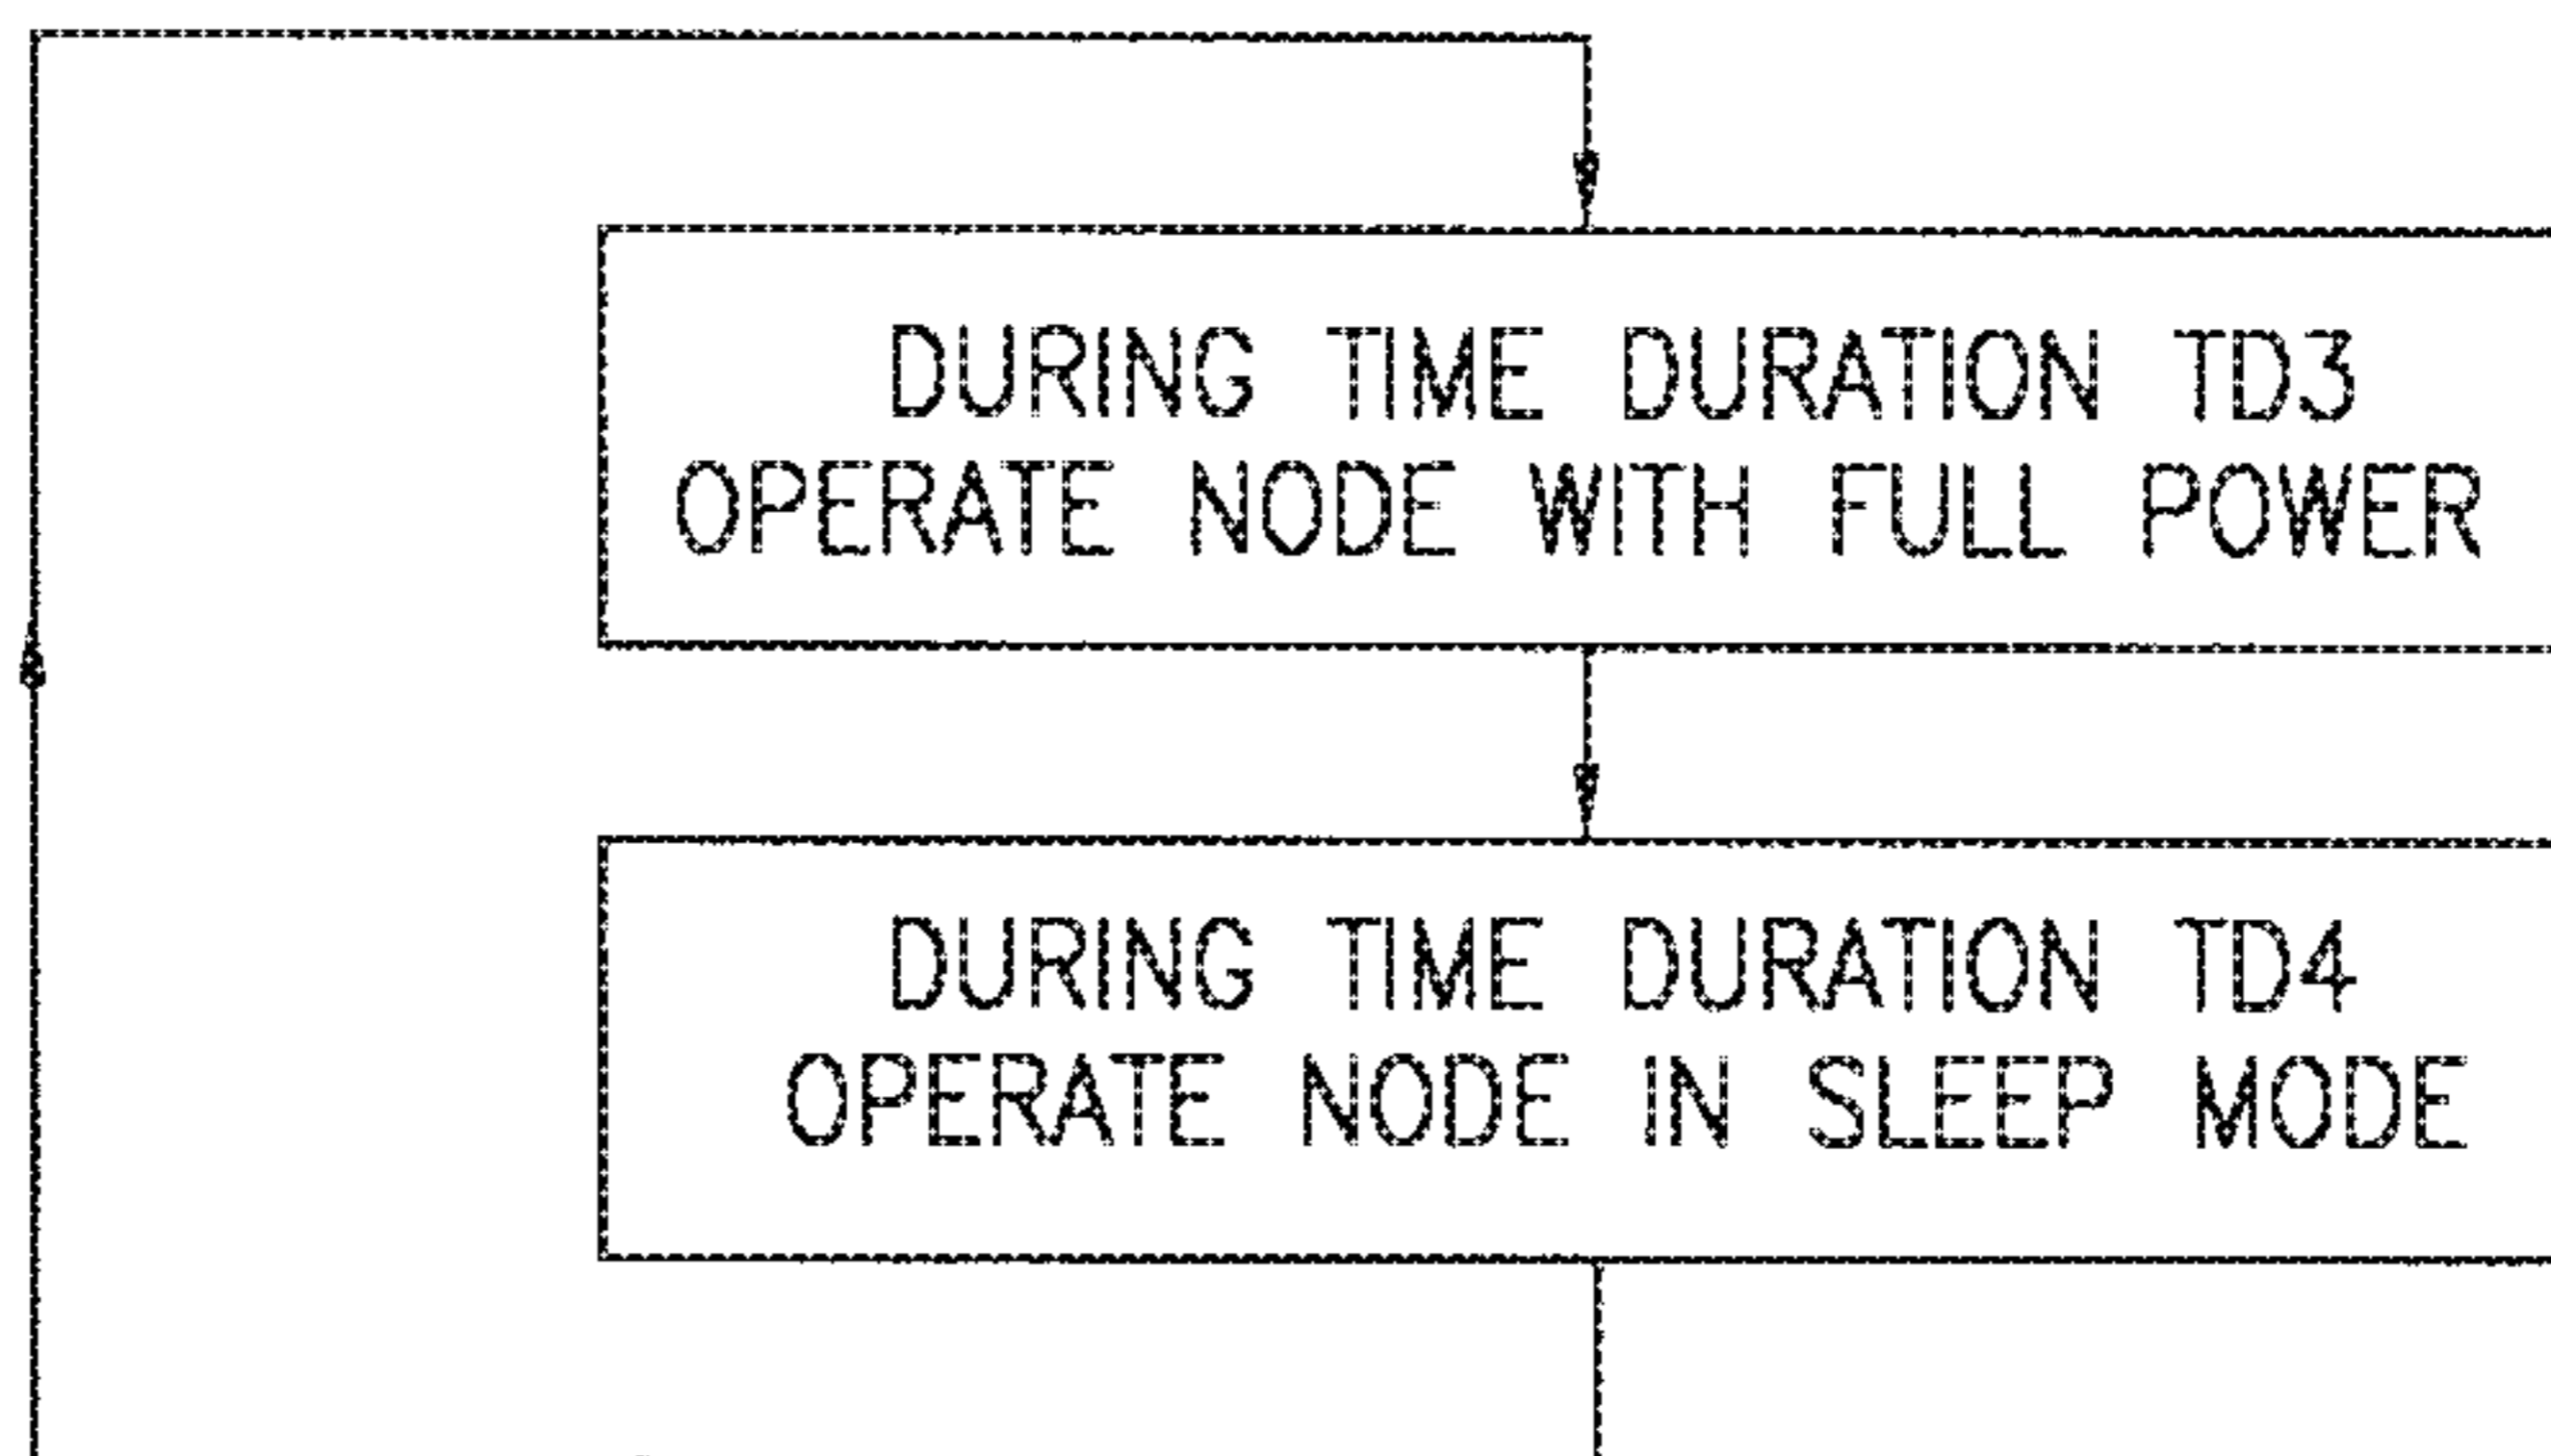 DURING TIME DURATION TD3
OPERATE NODE WITH FULL POWER
DURING TIME DURATION TD4
OPERATE NODE IN SLEEP MODE